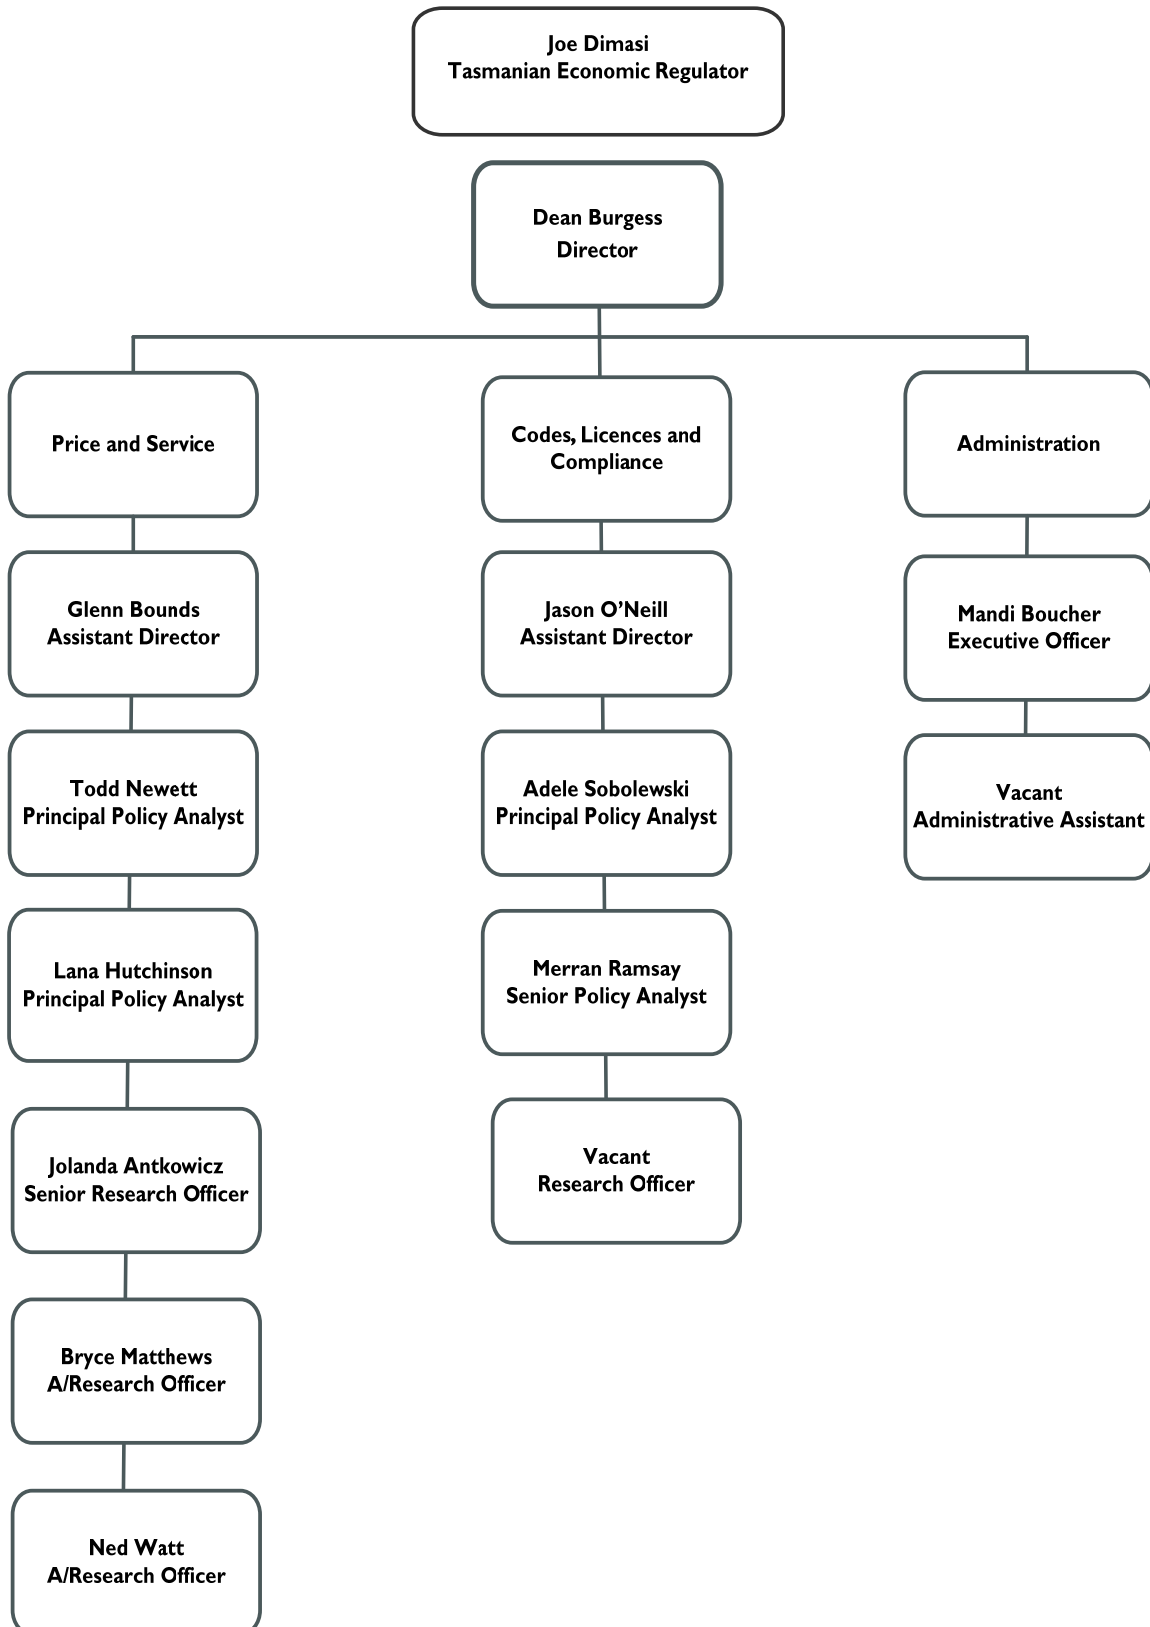 Joe Dimasi
Tasmanian Economic Regulator
Dean Burgess
Director
Price and Service
Codes, Licences and
Compliance
Administration
Glenn Bounds
Assistant Director
Jason O’Neill
Assistant Director
Mandi Boucher
Executive Officer
Todd Newett
Principal Policy Analyst
Adele Sobolewski
Principal Policy Analyst
Vacant
Administrative Assistant
Lana Hutchinson
Principal Policy Analyst
Merran Ramsay
Senior Policy Analyst
Jolanda Antkowicz
Senior Research Officer
Vacant
Research Officer
Bryce Matthews
A/Research Officer
Ned Watt
A/Research Officer